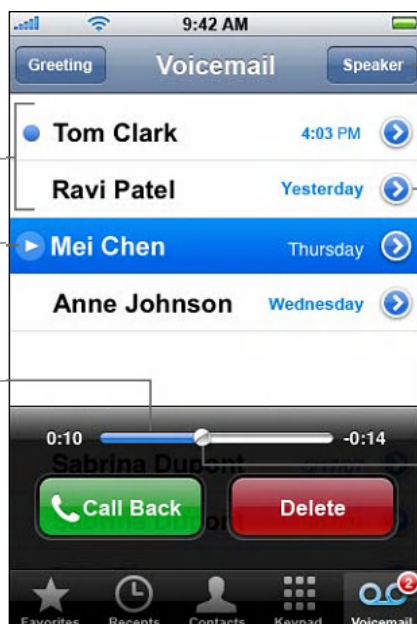 9:42 AM
Greeting Voicemail Speaker
Tom Clark 4:03 PM
Ravi Patel Yesterday
Mei Chen Thursday
Anne Johnson Wednesday
0:10 -0:14
Sabrina Dupont
Call Back Delete
2
Favorites Recents Contacts Keypad Voicemail